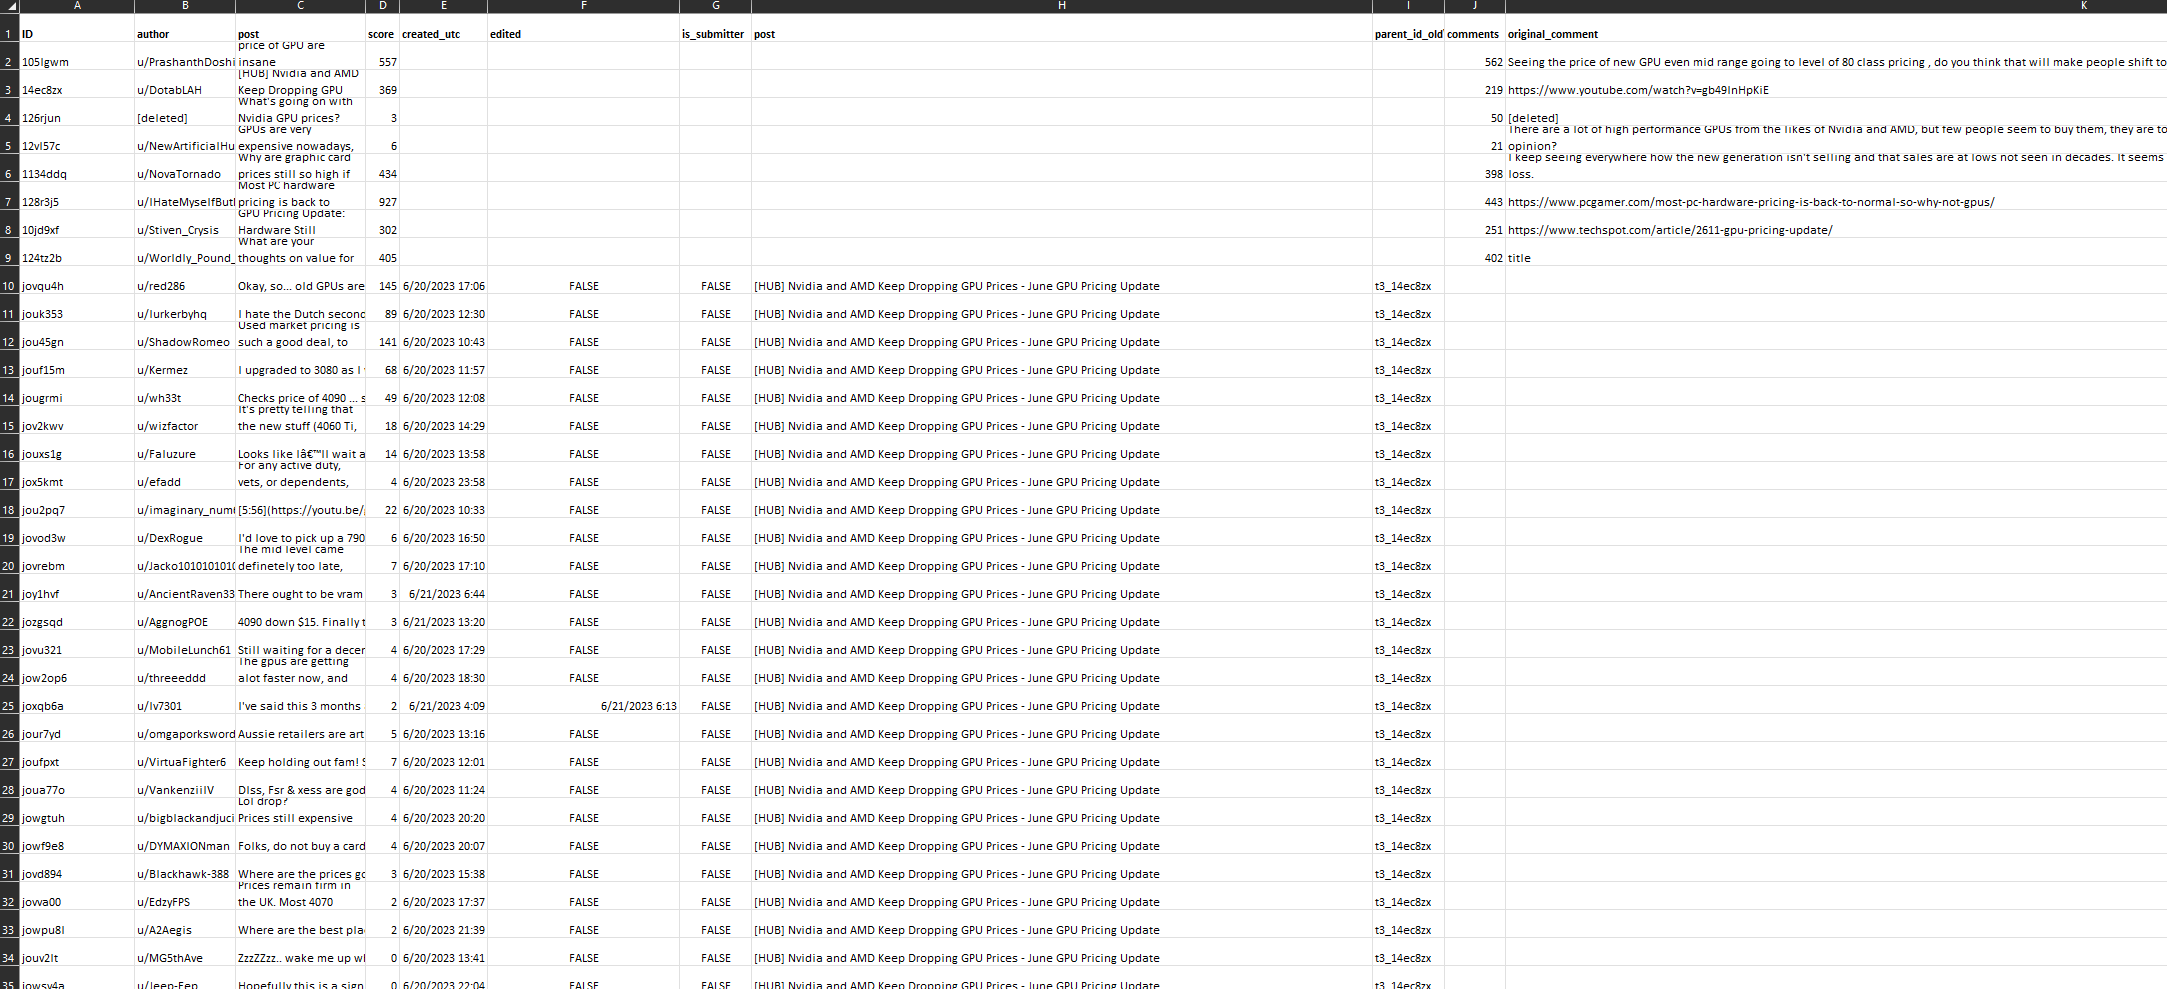 A B C D E F G H I J K
1 ID author post score created_utc edited is_submitter post parent_id_old comments original_comment
price of GPU are
2 105lgwm u/PrashanthDoshi insane 557 562 Seeing the price of new GPU even mid range going to level of 80 class pricing , do you think that will make people shift to
[HUB] Nvidia and AMD
3 14ec8zx u/DotabLAH Keep Dropping GPU 369 219 https://www.youtube.com/watch?v=gb49InHpKiE
What's going on with
4 126rjun [deleted] Nvidia GPU prices? 3 50 [deleted]
GPUs are very There are a lot of high performance GPUs from the likes of Nvidia and AMD, but few people seem to buy them, they are to
5 12vl57c u/NewArtificialHu expensive nowadays, 6 21 opinion?
Why are graphic card I keep seeing everywhere how the new generation isn't selling and that sales are at lows not seen in decades. It seems
6 1134ddq u/NovaTornado prices still so high if 434 398 loss.
Most PC hardware
7 128r3j5 u/IHateMyselfButI pricing is back to 927 443 https://www.pcgamer.com/most-pc-hardware-pricing-is-back-to-normal-so-why-not-gpus/
GPU Pricing Update:
8 10jd9xf u/Stiven_Crysis Hardware Still 302 251 https://www.techspot.com/article/2611-gpu-pricing-update/
What are your
9 124tz2b u/Worldly_Pound_ thoughts on value for 405 402 title
10 jovqu4h u/red286 Okay, so... old GPUs are 145 6/20/2023 17:06 FALSE FALSE [HUB] Nvidia and AMD Keep Dropping GPU Prices - June GPU Pricing Update t3_14ec8zx
11 jouk353 u/lurkerbyhq I hate the Dutch second 89 6/20/2023 12:30 FALSE FALSE [HUB] Nvidia and AMD Keep Dropping GPU Prices - June GPU Pricing Update t3_14ec8zx
Used market pricing is
12 jou45gn u/ShadowRomeo such a good deal, to 141 6/20/2023 10:43 FALSE FALSE [HUB] Nvidia and AMD Keep Dropping GPU Prices - June GPU Pricing Update t3_14ec8zx
13 jouf15m u/Kermez I upgraded to 3080 as I 68 6/20/2023 11:57 FALSE FALSE [HUB] Nvidia and AMD Keep Dropping GPU Prices - June GPU Pricing Update t3_14ec8zx
14 jougrmi u/wh33t Checks price of 4090 ... s 49 6/20/2023 12:08 FALSE FALSE [HUB] Nvidia and AMD Keep Dropping GPU Prices - June GPU Pricing Update t3_14ec8zx
It's pretty telling that
15 jov2kwv u/wizfactor the new stuff (4060 Ti, 18 6/20/2023 14:29 FALSE FALSE [HUB] Nvidia and AMD Keep Dropping GPU Prices - June GPU Pricing Update t3_14ec8zx
16 jouxs1g u/Faluzure Looks like Iâ€™ll wait a 14 6/20/2023 13:58 FALSE FALSE [HUB] Nvidia and AMD Keep Dropping GPU Prices - June GPU Pricing Update t3_14ec8zx
For any active duty,
17 jox5kmt u/efadd vets, or dependents, 4 6/20/2023 23:58 FALSE FALSE [HUB] Nvidia and AMD Keep Dropping GPU Prices - June GPU Pricing Update t3_14ec8zx
18 jou2pq7 u/imaginary_num [5:56](https://youtu.be/ 22 6/20/2023 10:33 FALSE FALSE [HUB] Nvidia and AMD Keep Dropping GPU Prices - June GPU Pricing Update t3_14ec8zx
19 jovod3w u/DexRogue I'd love to pick up a 790 6 6/20/2023 16:50 FALSE FALSE [HUB] Nvidia and AMD Keep Dropping GPU Prices - June GPU Pricing Update t3_14ec8zx
The mid level came
20 jovrebm u/Jacko1010101010 definetely too late, 7 6/20/2023 17:10 FALSE FALSE [HUB] Nvidia and AMD Keep Dropping GPU Prices - June GPU Pricing Update t3_14ec8zx
21 joy1hvf u/AncientRaven33 There ought to be vram 3 6/21/2023 6:44 FALSE FALSE [HUB] Nvidia and AMD Keep Dropping GPU Prices - June GPU Pricing Update t3_14ec8zx
22 jozgsqd u/AggnogPOE 4090 down $15. Finally t 3 6/21/2023 13:20 FALSE FALSE [HUB] Nvidia and AMD Keep Dropping GPU Prices - June GPU Pricing Update t3_14ec8zx
23 jovu321 u/MobileLunch61 Still waiting for a decer 4 6/20/2023 17:29 FALSE FALSE [HUB] Nvidia and AMD Keep Dropping GPU Prices - June GPU Pricing Update t3_14ec8zx
The gpus are getting
24 jow2op6 u/threeeddd alot faster now, and 4 6/20/2023 18:30 FALSE FALSE [HUB] Nvidia and AMD Keep Dropping GPU Prices - June GPU Pricing Update t3_14ec8zx
25 joxqb6a u/lv7301 I've said this 3 months 2 6/21/2023 4:09 6/21/2023 6:13 FALSE [HUB] Nvidia and AMD Keep Dropping GPU Prices - June GPU Pricing Update t3_14ec8zx
26 jour7yd u/omgaporksword Aussie retailers are art 5 6/20/2023 13:16 FALSE FALSE [HUB] Nvidia and AMD Keep Dropping GPU Prices - June GPU Pricing Update t3_14ec8zx
27 joufpxt u/VirtuaFighter6 Keep holding out fam! S 7 6/20/2023 12:01 FALSE FALSE [HUB] Nvidia and AMD Keep Dropping GPU Prices - June GPU Pricing Update t3_14ec8zx
28 joua77o u/VankenziiIV Dlss, Fsr & xess are god 4 6/20/2023 11:24 FALSE FALSE [HUB] Nvidia and AMD Keep Dropping GPU Prices - June GPU Pricing Update t3_14ec8zx
Lol drop?
29 jowgtuh u/bigblackandjuci Prices still expensive 4 6/20/2023 20:20 FALSE FALSE [HUB] Nvidia and AMD Keep Dropping GPU Prices - June GPU Pricing Update t3_14ec8zx
30 jowf9e8 u/DYMAXIONman Folks, do not buy a card 4 6/20/2023 20:07 FALSE FALSE [HUB] Nvidia and AMD Keep Dropping GPU Prices - June GPU Pricing Update t3_14ec8zx
31 jovd894 u/Blackhawk-388 Where are the prices go 3 6/20/2023 15:38 FALSE FALSE [HUB] Nvidia and AMD Keep Dropping GPU Prices - June GPU Pricing Update t3_14ec8zx
Prices remain firm in
32 jovva00 u/EdzyFPS the UK. Most 4070 2 6/20/2023 17:37 FALSE FALSE [HUB] Nvidia and AMD Keep Dropping GPU Prices - June GPU Pricing Update t3_14ec8zx
33 jowpu8l u/A2Aegis Where are the best pla 2 6/20/2023 21:39 FALSE FALSE [HUB] Nvidia and AMD Keep Dropping GPU Prices - June GPU Pricing Update t3_14ec8zx
34 jouv2lt u/MG5thAve ZzzZZzz.. wake me up wl 0 6/20/2023 13:41 FALSE FALSE [HUB] Nvidia and AMD Keep Dropping GPU Prices - June GPU Pricing Update t3_14ec8zx
35 jowsy4a u/Jeep-Eep Hopefully this is a sign 0 6/20/2023 22:04 FALSE FALSE [HUB] Nvidia and AMD Keep Dropping GPU Prices - June GPU Pricing Update t3_14ec8zx